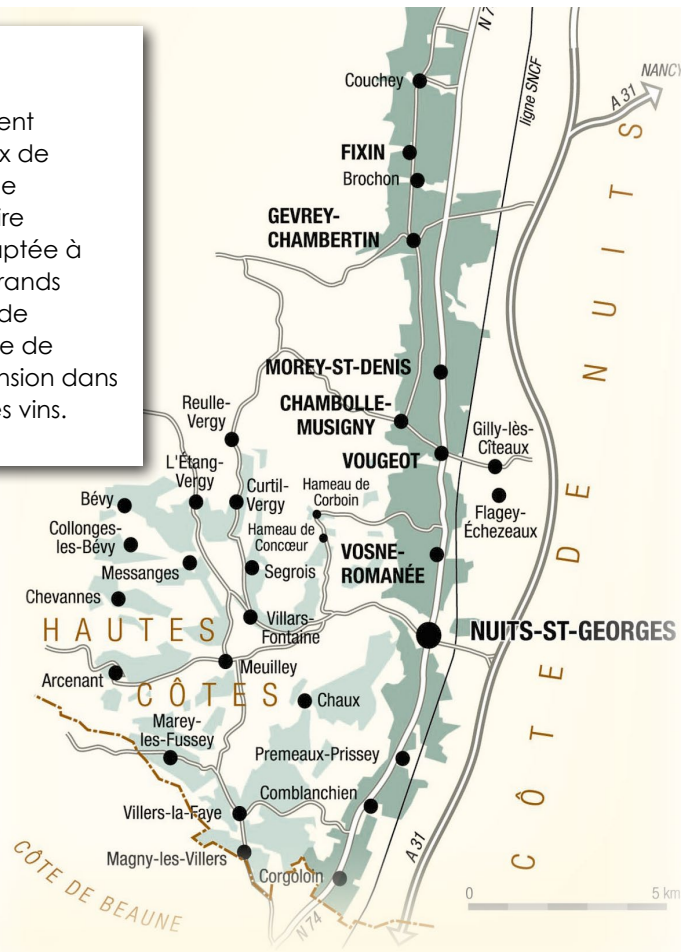 ent
x de
e
ire
aptée à
rands
de
e de
nsion dans
es vins.
N 74
NANCY
A 31
ligne SNCF
Couchey
FIXIN
Brochon
GEVREY-
CHAMBERTIN
MOREY-ST-DENIS
CHAMBOLLE-
MUSIGNY
Reulle-
Vergy
Gilly-lès-
Cîteaux
VOUGEOT
L'Étang-
Vergy
Curtil-
Vergy
Hameau de
Corboin
Bévy
Flagey-
Échezeaux
Collonges-
les-Bévy
Hameau de
Concœur
VOSNE-
ROMANÉE
Messanges
Segrois
Chevannes
Villars-
Fontaine
NUITS-ST-GEORGES
HAUTES
Meuilley
Arcenant
CÔTES
Chaux
Marey-
les-Fussey
Premeaux-Prissey
Comblanchien
Villers-la-Faye
Magny-les-Villers
Corgoloin
A 31
N 74
CÔTE DE BEAUNE
CÔTE DE NUITS
0 5 km